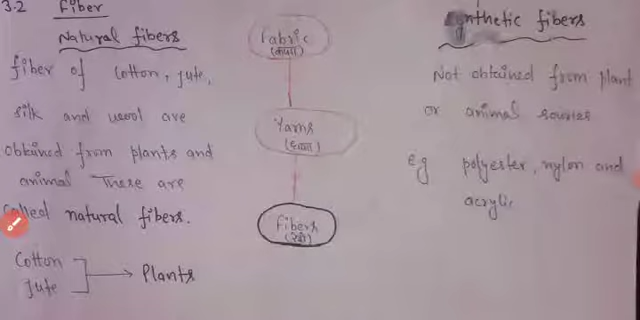 3.2 Fiber
Natural fibers
fiber of Cotton, jute,
silk and wool are
obtained from plants and
animal These are
called natural fibers.
Cotton
jute
Plants
Fabric
(कपड़ा)
Yarns
(धागा)
Fibers
(रेशे)
Synthetic fibers
Not obtained from plant
or animal sources
eg polyester, nylon and
acrylic